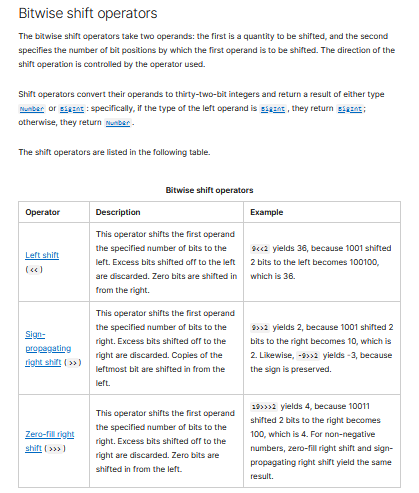 Bitwise shift operators
The bitwise shift operators take two operands: the first is a quantity to be shifted, and the second
specifies the number of bit positions by which the first operand is to be shifted. The direction of the
shift operation is controlled by the operator used.
Shift operators convert their operands to thirty-two-bit integers and return a result of either type
Number or BigInt : specifically, if the type of the left operand is BigInt , they return BigInt ;
otherwise, they return Number .
The shift operators are listed in the following table.
Bitwise shift operators
Operator
Description
Example
Left shift
( << )
This operator shifts the first operand
the specified number of bits to the
left. Excess bits shifted off to the left
are discarded. Zero bits are shifted in
from the right.
9<<2 yields 36, because 1001 shifted
2 bits to the left becomes 100100,
which is 36.
Sign-
propagating
right shift ( >> )
This operator shifts the first operand
the specified number of bits to the
right. Excess bits shifted off to the
right are discarded. Copies of the
leftmost bit are shifted in from the
left.
9>>2 yields 2, because 1001 shifted 2
bits to the right becomes 10, which is
2. Likewise, -9>>2 yields -3, because
the sign is preserved.
Zero-fill right
shift ( >>> )
This operator shifts the first operand
the specified number of bits to the
right. Excess bits shifted off to the
right are discarded. Zero bits are
shifted in from the left.
19>>>2 yields 4, because 10011
shifted 2 bits to the right becomes
100, which is 4. For non-negative
numbers, zero-fill right shift and sign-
propagating right shift yield the same
result.